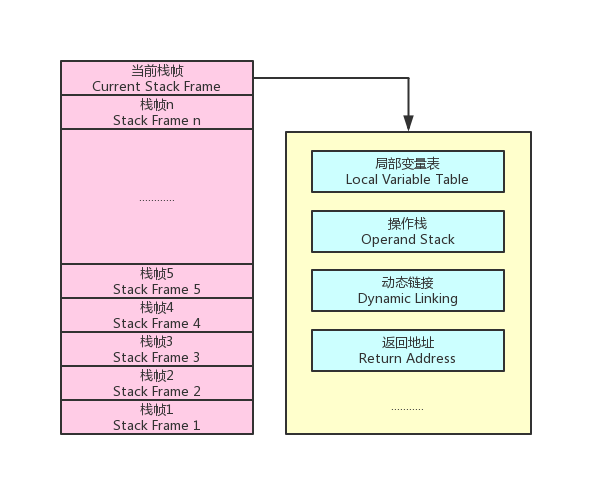 当前栈帧
Current Stack Frame
栈帧n
Stack Frame n
............
栈帧5
Stack Frame 5
栈帧4
Stack Frame 4
栈帧3
Stack Frame 3
栈帧2
Stack Frame 2
栈帧1
Stack Frame 1
局部变量表
Local Variable Table
操作栈
Operand Stack
动态链接
Dynamic Linking
返回地址
Return Address
...........